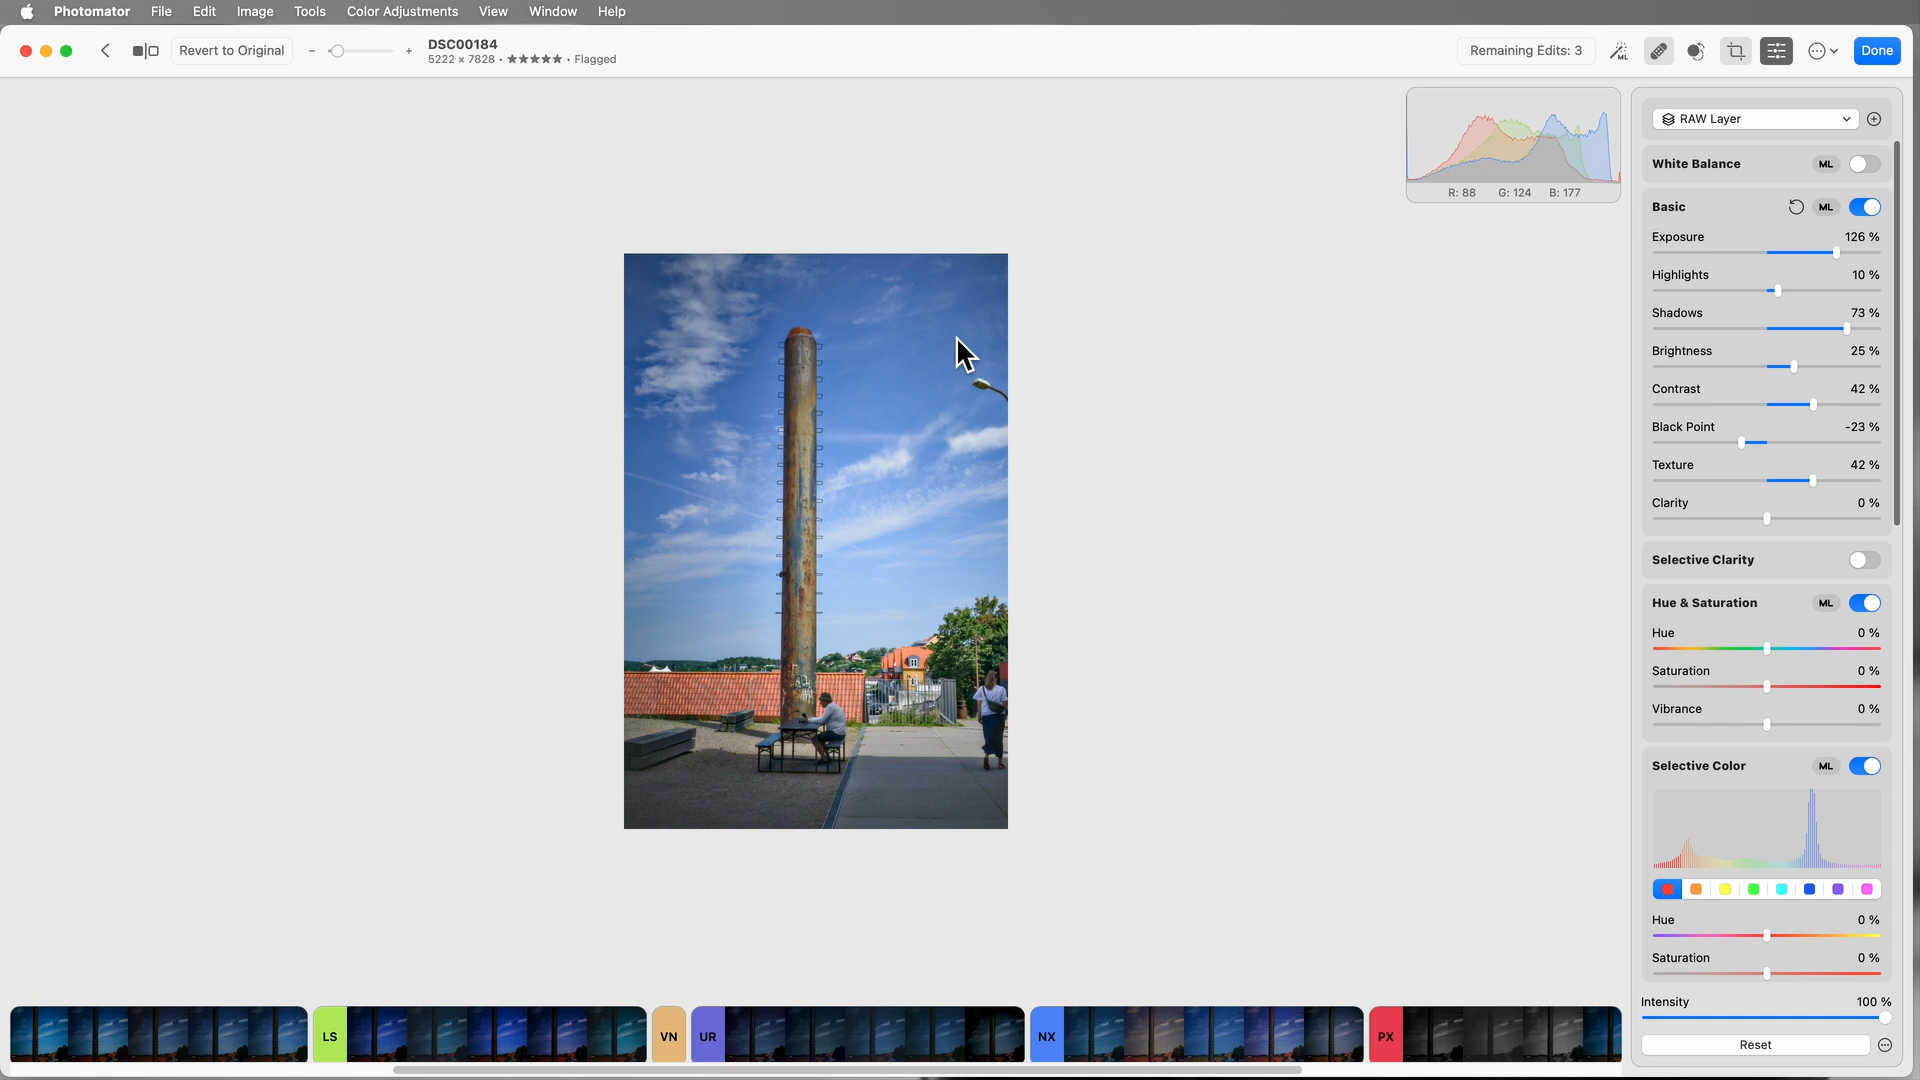 Photomator File Edit Image Tools Color Adjustments View Window Help
Revert to Original - + DSC00184 Remaining Edits: 3 ML Done
5222 × 7828 • ★★★★★ • Flagged
RAW Layer
White Balance ML
R: 88 G: 124 B: 177
Basic ML
Exposure 126 %
Highlights 10 %
Shadows 73 %
Brightness 25 %
Contrast 42 %
Black Point -23 %
Texture 42 %
Clarity 0 %
Selective Clarity
Hue & Saturation ML
Hue 0 %
Saturation 0 %
Vibrance 0 %
Selective Color ML
Hue 0 %
Saturation 0 %
Intensity 100 %
LS VN UR NX PX
Reset